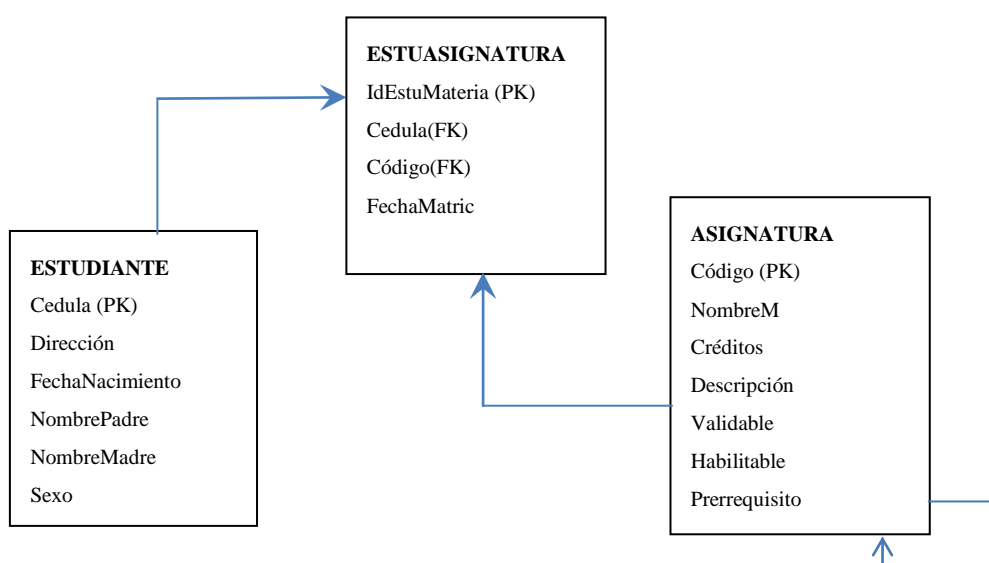 ESTUASIGNATURA
IdEstuMateria (PK)
Cedula(FK)
Código(FK)
FechaMatric
ESTUDIANTE
Cedula (PK)
Dirección
FechaNacimiento
NombrePadre
NombreMadre
Sexo
ASIGNATURA
Código (PK)
NombreM
Créditos
Descripción
Validable
Habilitable
Prerrequisito